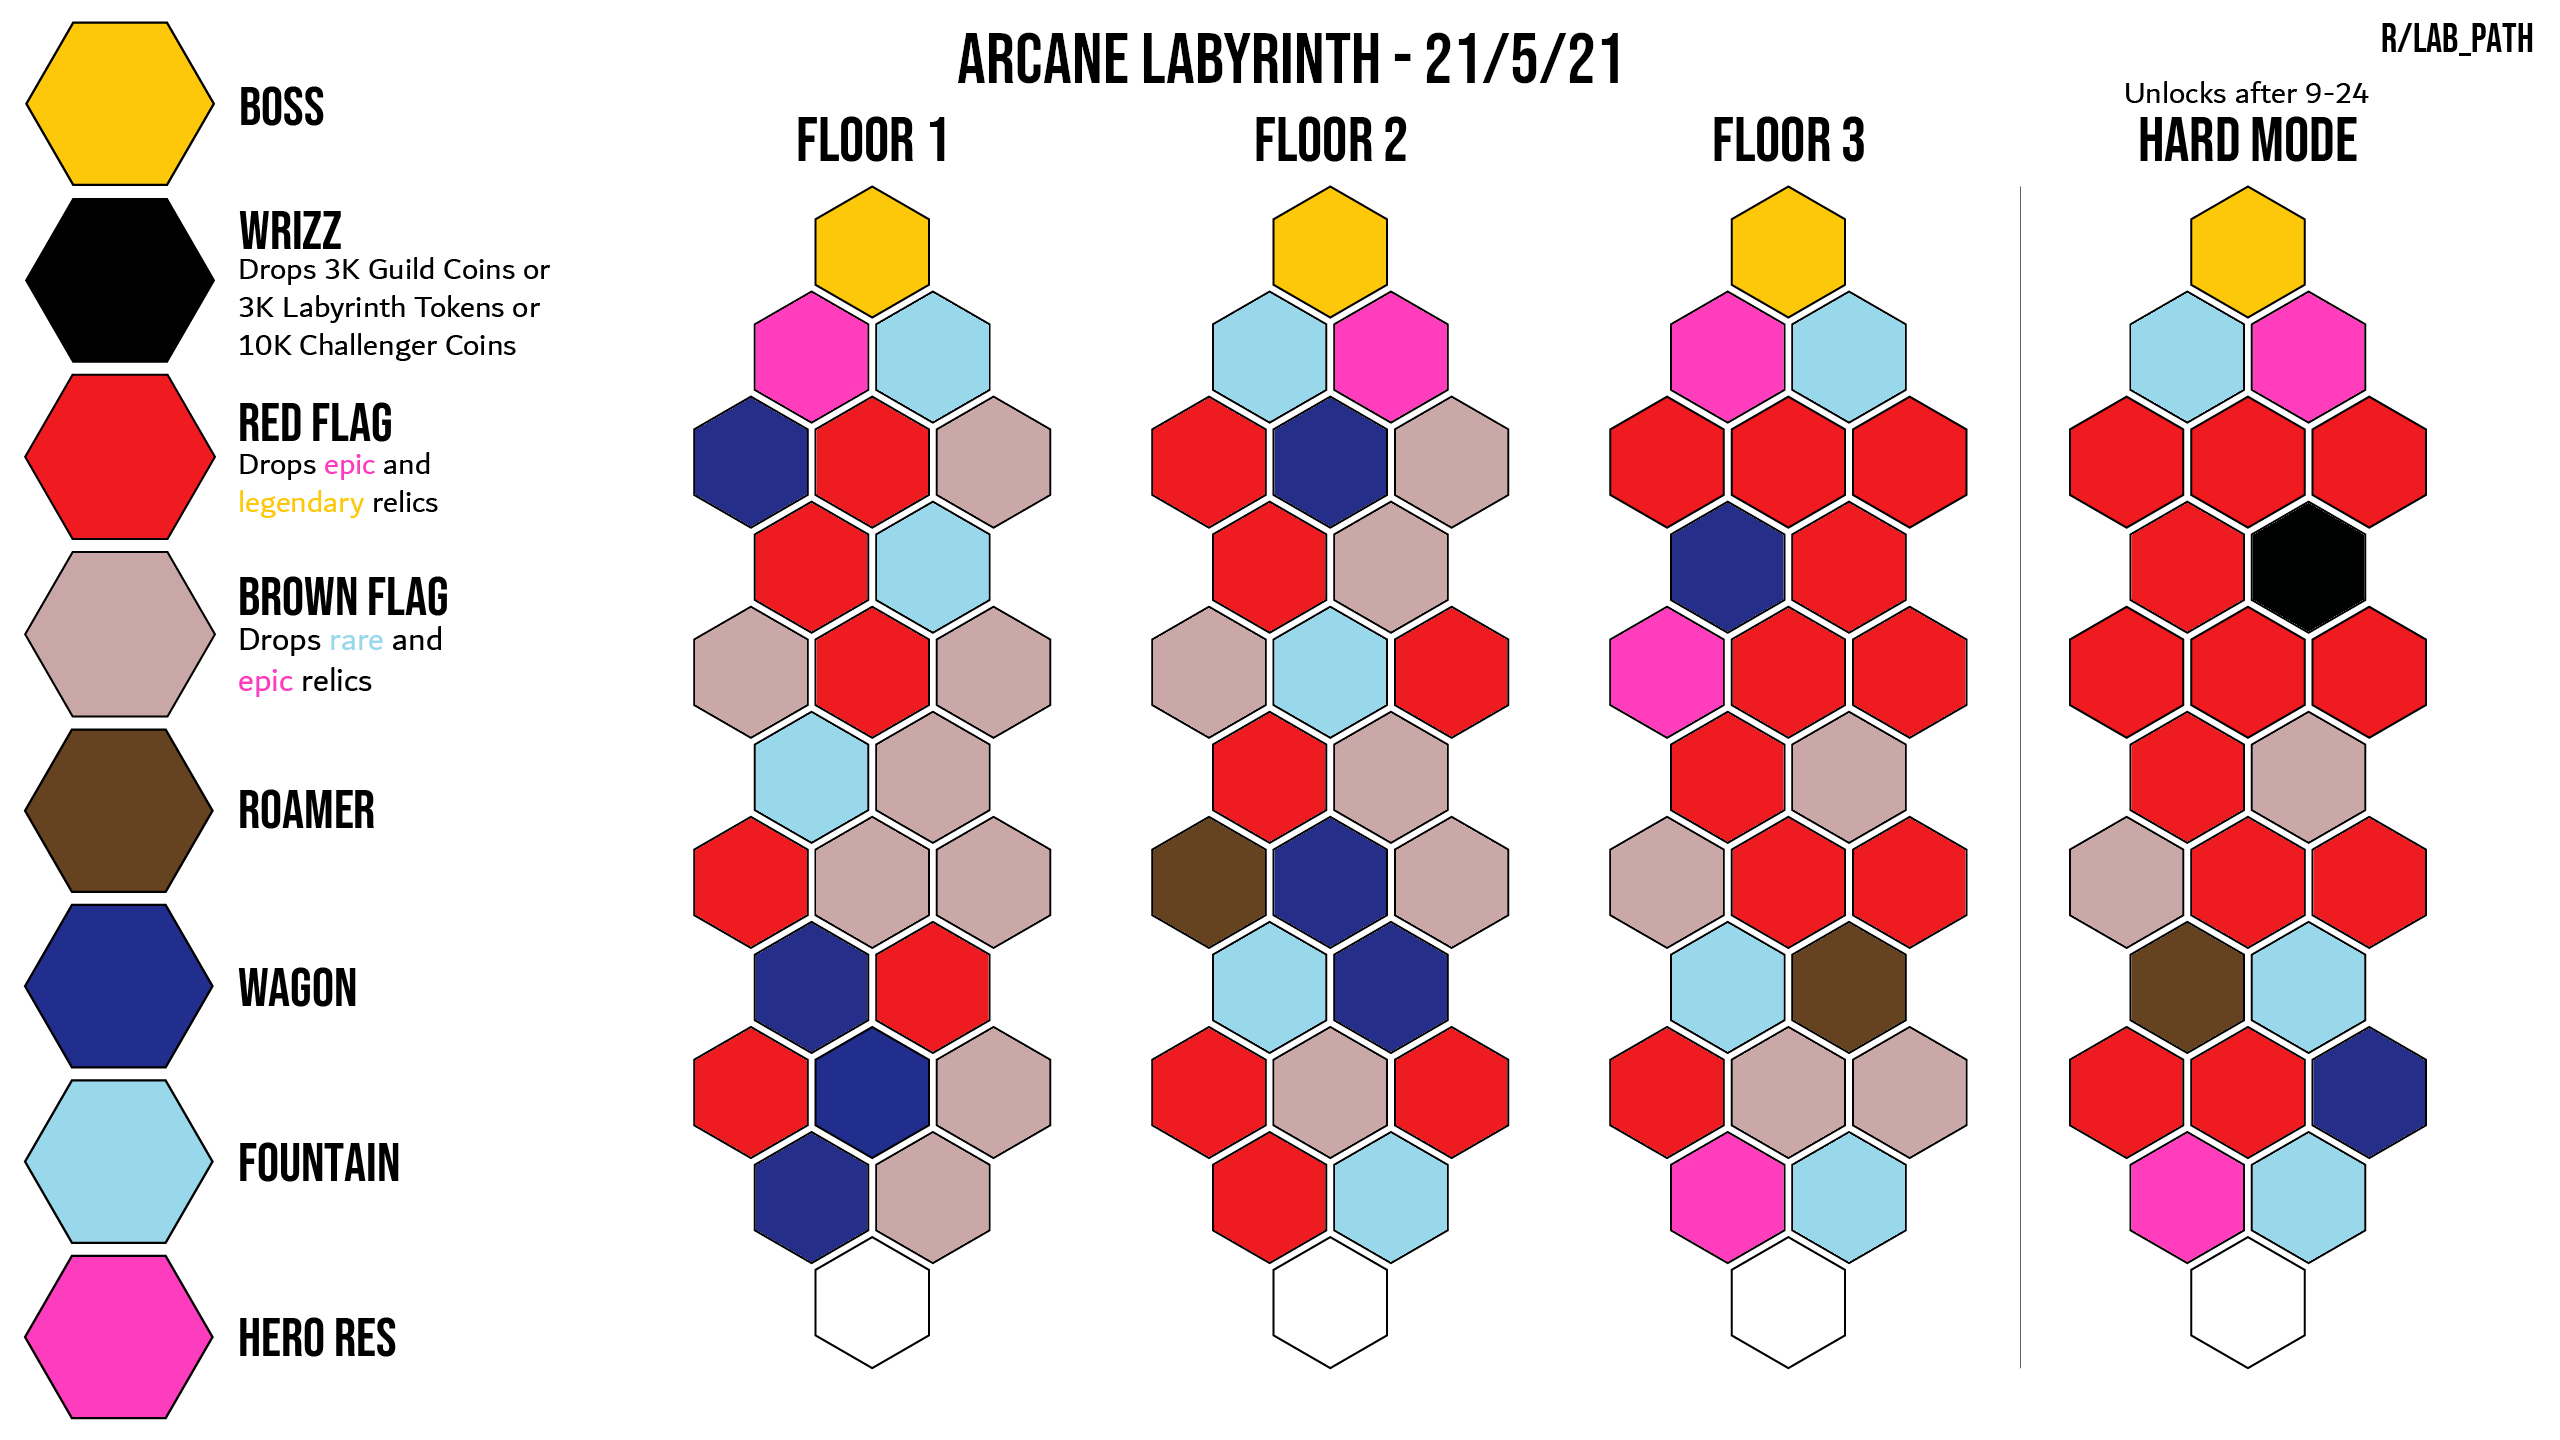 ARCANE LABYRINTH - 21/5/21
R/LAB_PATH
Unlocks after 9-24
FLOOR 1
FLOOR 2
FLOOR 3
HARD MODE
BOSS
WRIZZ
Drops 3K Guild Coins or
3K Labyrinth Tokens or
10K Challenger Coins
RED FLAG
Drops epic and
legendary relics
BROWN FLAG
Drops rare and
epic relics
ROAMER
WAGON
FOUNTAIN
HERO RES